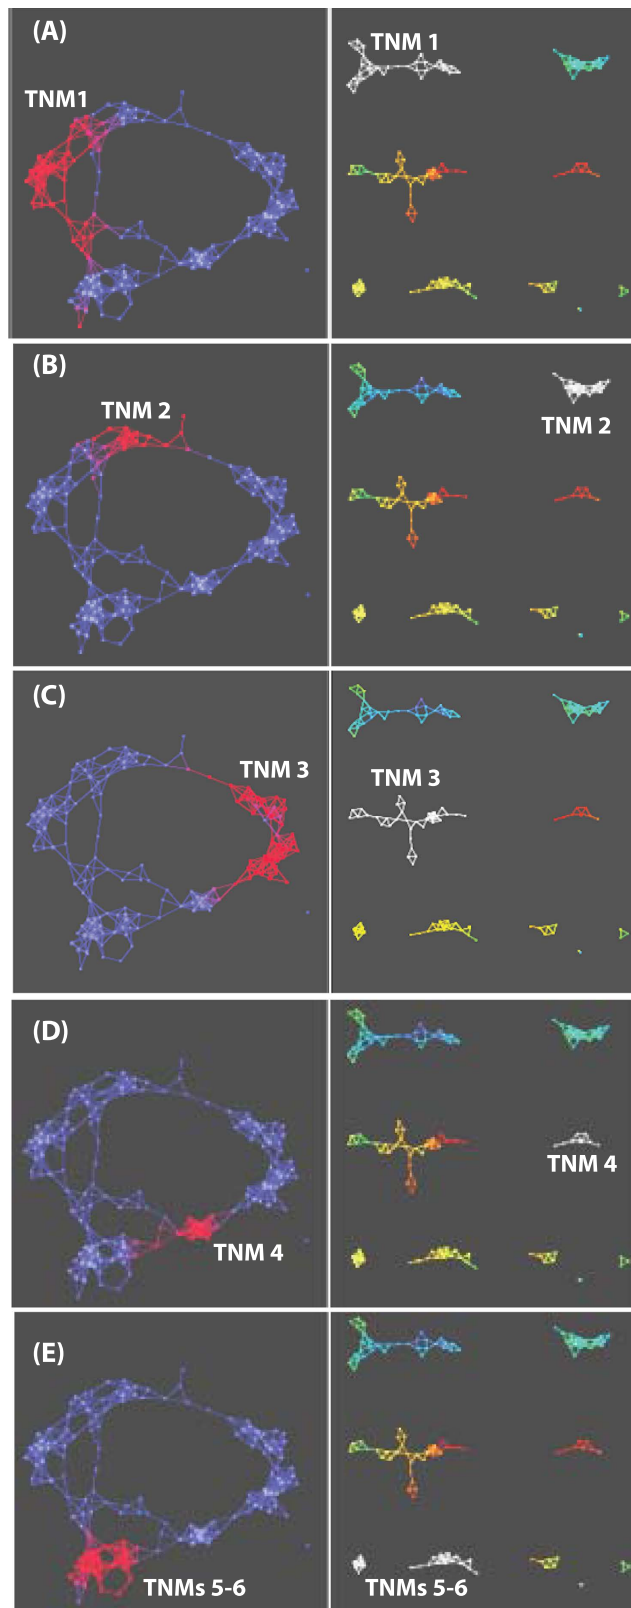 (A)
TNM 1
TNM1
(B)
TNM 2
TNM 2
(C)
TNM 3
TNM 3
(D)
TNM 4
TNM 4
(E)
TNMs 5-6
TNMs 5-6